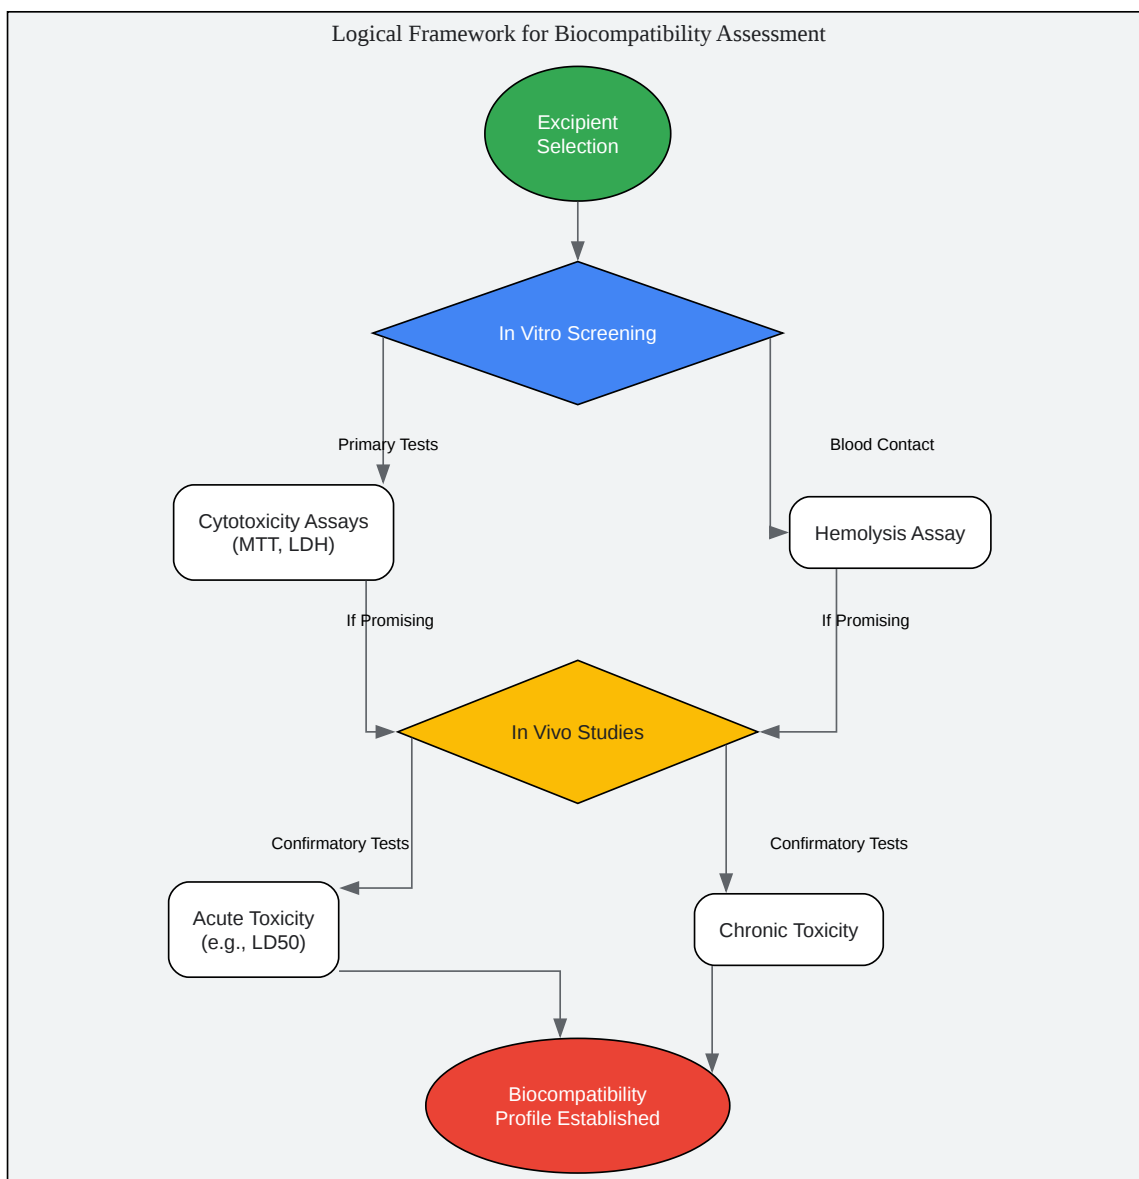 Logical Framework for Biocompatibility Assessment
Excipient
Selection
In Vitro Screening
Primary Tests
Blood Contact
Cytotoxicity Assays
(MTT, LDH)
Hemolysis Assay
If Promising
If Promising
In Vivo Studies
Confirmatory Tests
Confirmatory Tests
Acute Toxicity
(e.g., LD50)
Chronic Toxicity
Biocompatibility
Profile Established